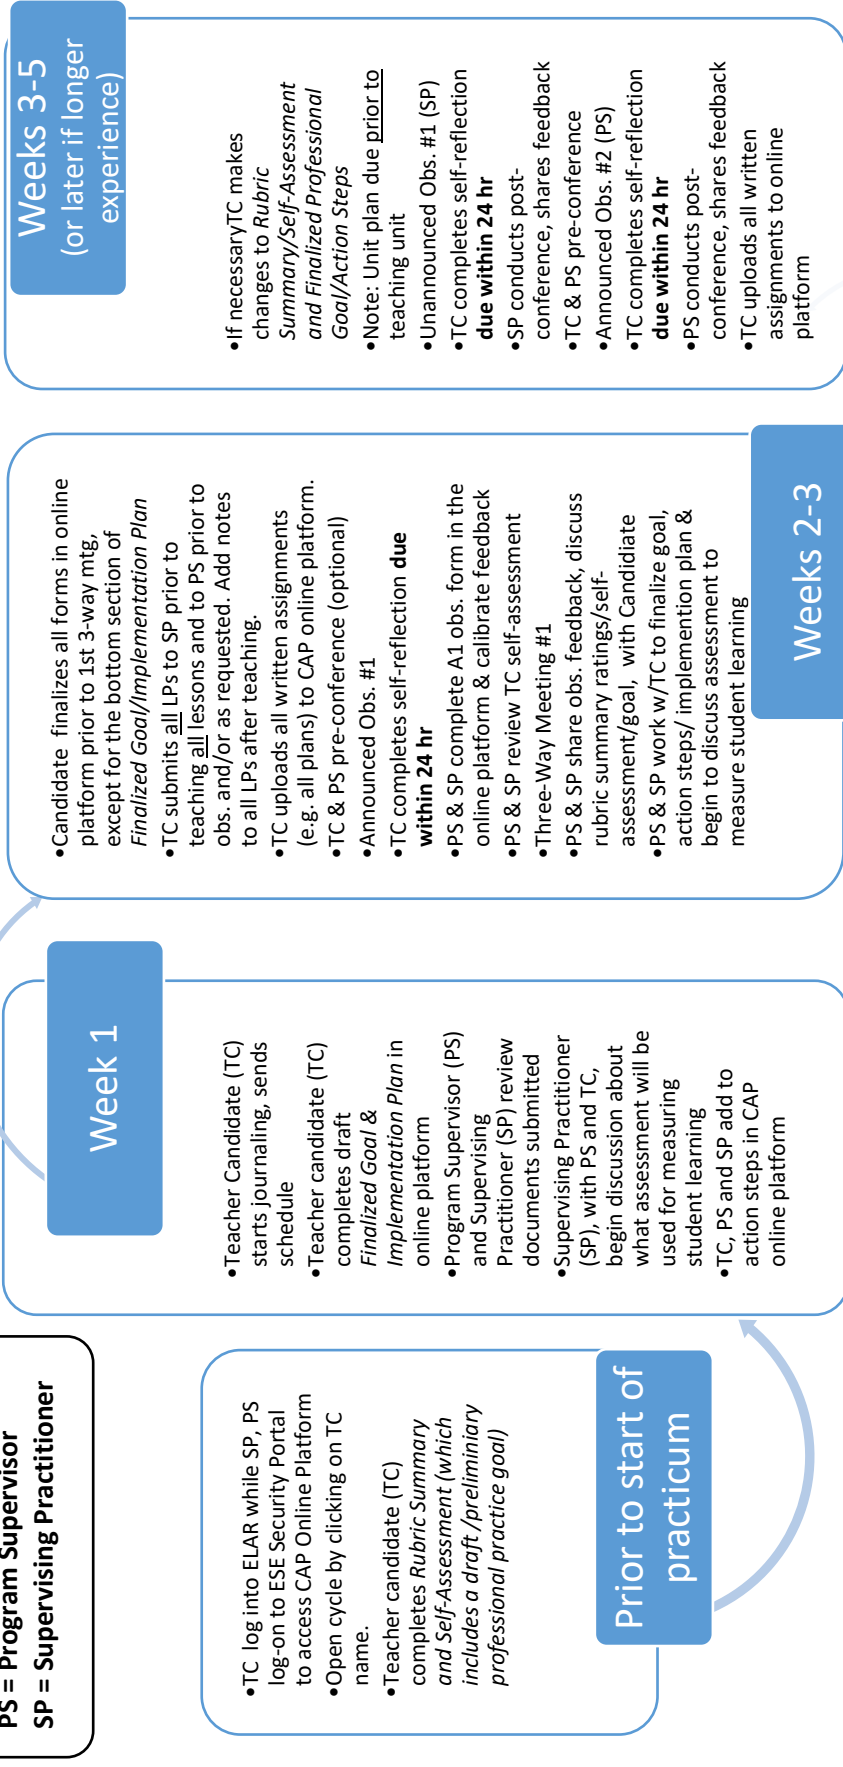 PS = Program Supervisor
SP = Supervising Practitioner
•TC log into ELAR while SP, PS
log-on to ESE Security Portal
to access CAP Online Platform
•Open cycle by clicking on TC
name.
•Teacher candidate (TC)
completes Rubric Summary
and Self-Assessment (which
includes a draft /preliminiary
professional practice goal)
Prior to start of
practicum
Week 1
•Teacher Candidate (TC)
starts journaling, sends
schedule
•Teacher candidate (TC)
completes draft
Finalized Goal &
Implementation Plan in
online platform
•Program Supervisor (PS)
and Supervising
Practitioner (SP) review
documents submitted
•Supervising Practitioner
(SP), with PS and TC,
begin discussion about
what assessment will be
used for measuring
student learning
•TC, PS and SP add to
action steps in CAP
online platform
•Candidate finalizes all forms in online
platform prior to 1st 3-way mtg,
except for the bottom section of
Finalized Goal/Implementation Plan
•TC submits all LPs to SP prior to
teaching all lessons and to PS prior to
obs. and/or as requested. Add notes
to all LPs after teaching.
•TC uploads all written assignments
(e.g. all plans) to CAP online platform.
•TC & PS pre-conference (optional)
•Announced Obs. #1
•TC completes self-reflection due
within 24 hr
•PS & SP complete A1 obs. form in the
online platform & calibrate feedback
•PS & SP review TC self-assessment
•Three-Way Meeting #1
•PS & SP share obs. feedback, discuss
rubric summary ratings/self-
assessment/goal, with Candidiate
•PS & SP work w/TC to finalize goal,
action steps/ implemention plan &
begin to discuss assessment to
measure student learning
Weeks 2-3
Weeks 3-5
(or later if longer
experience)
•If necessaryTC makes
changes to Rubric
Summary/Self-Assessment
and Finalized Professional
Goal/Action Steps
•Note: Unit plan due prior to
teaching unit
•Unannounced Obs. #1 (SP)
•TC completes self-reflection
due within 24 hr
•SP conducts post-
conference, shares feedback
•TC & PS pre-conference
•Announced Obs. #2 (PS)
•TC completes self-reflection
due within 24 hr
•PS conducts post-
conference, shares feedback
•TC uploads all written
assignments to online
platform